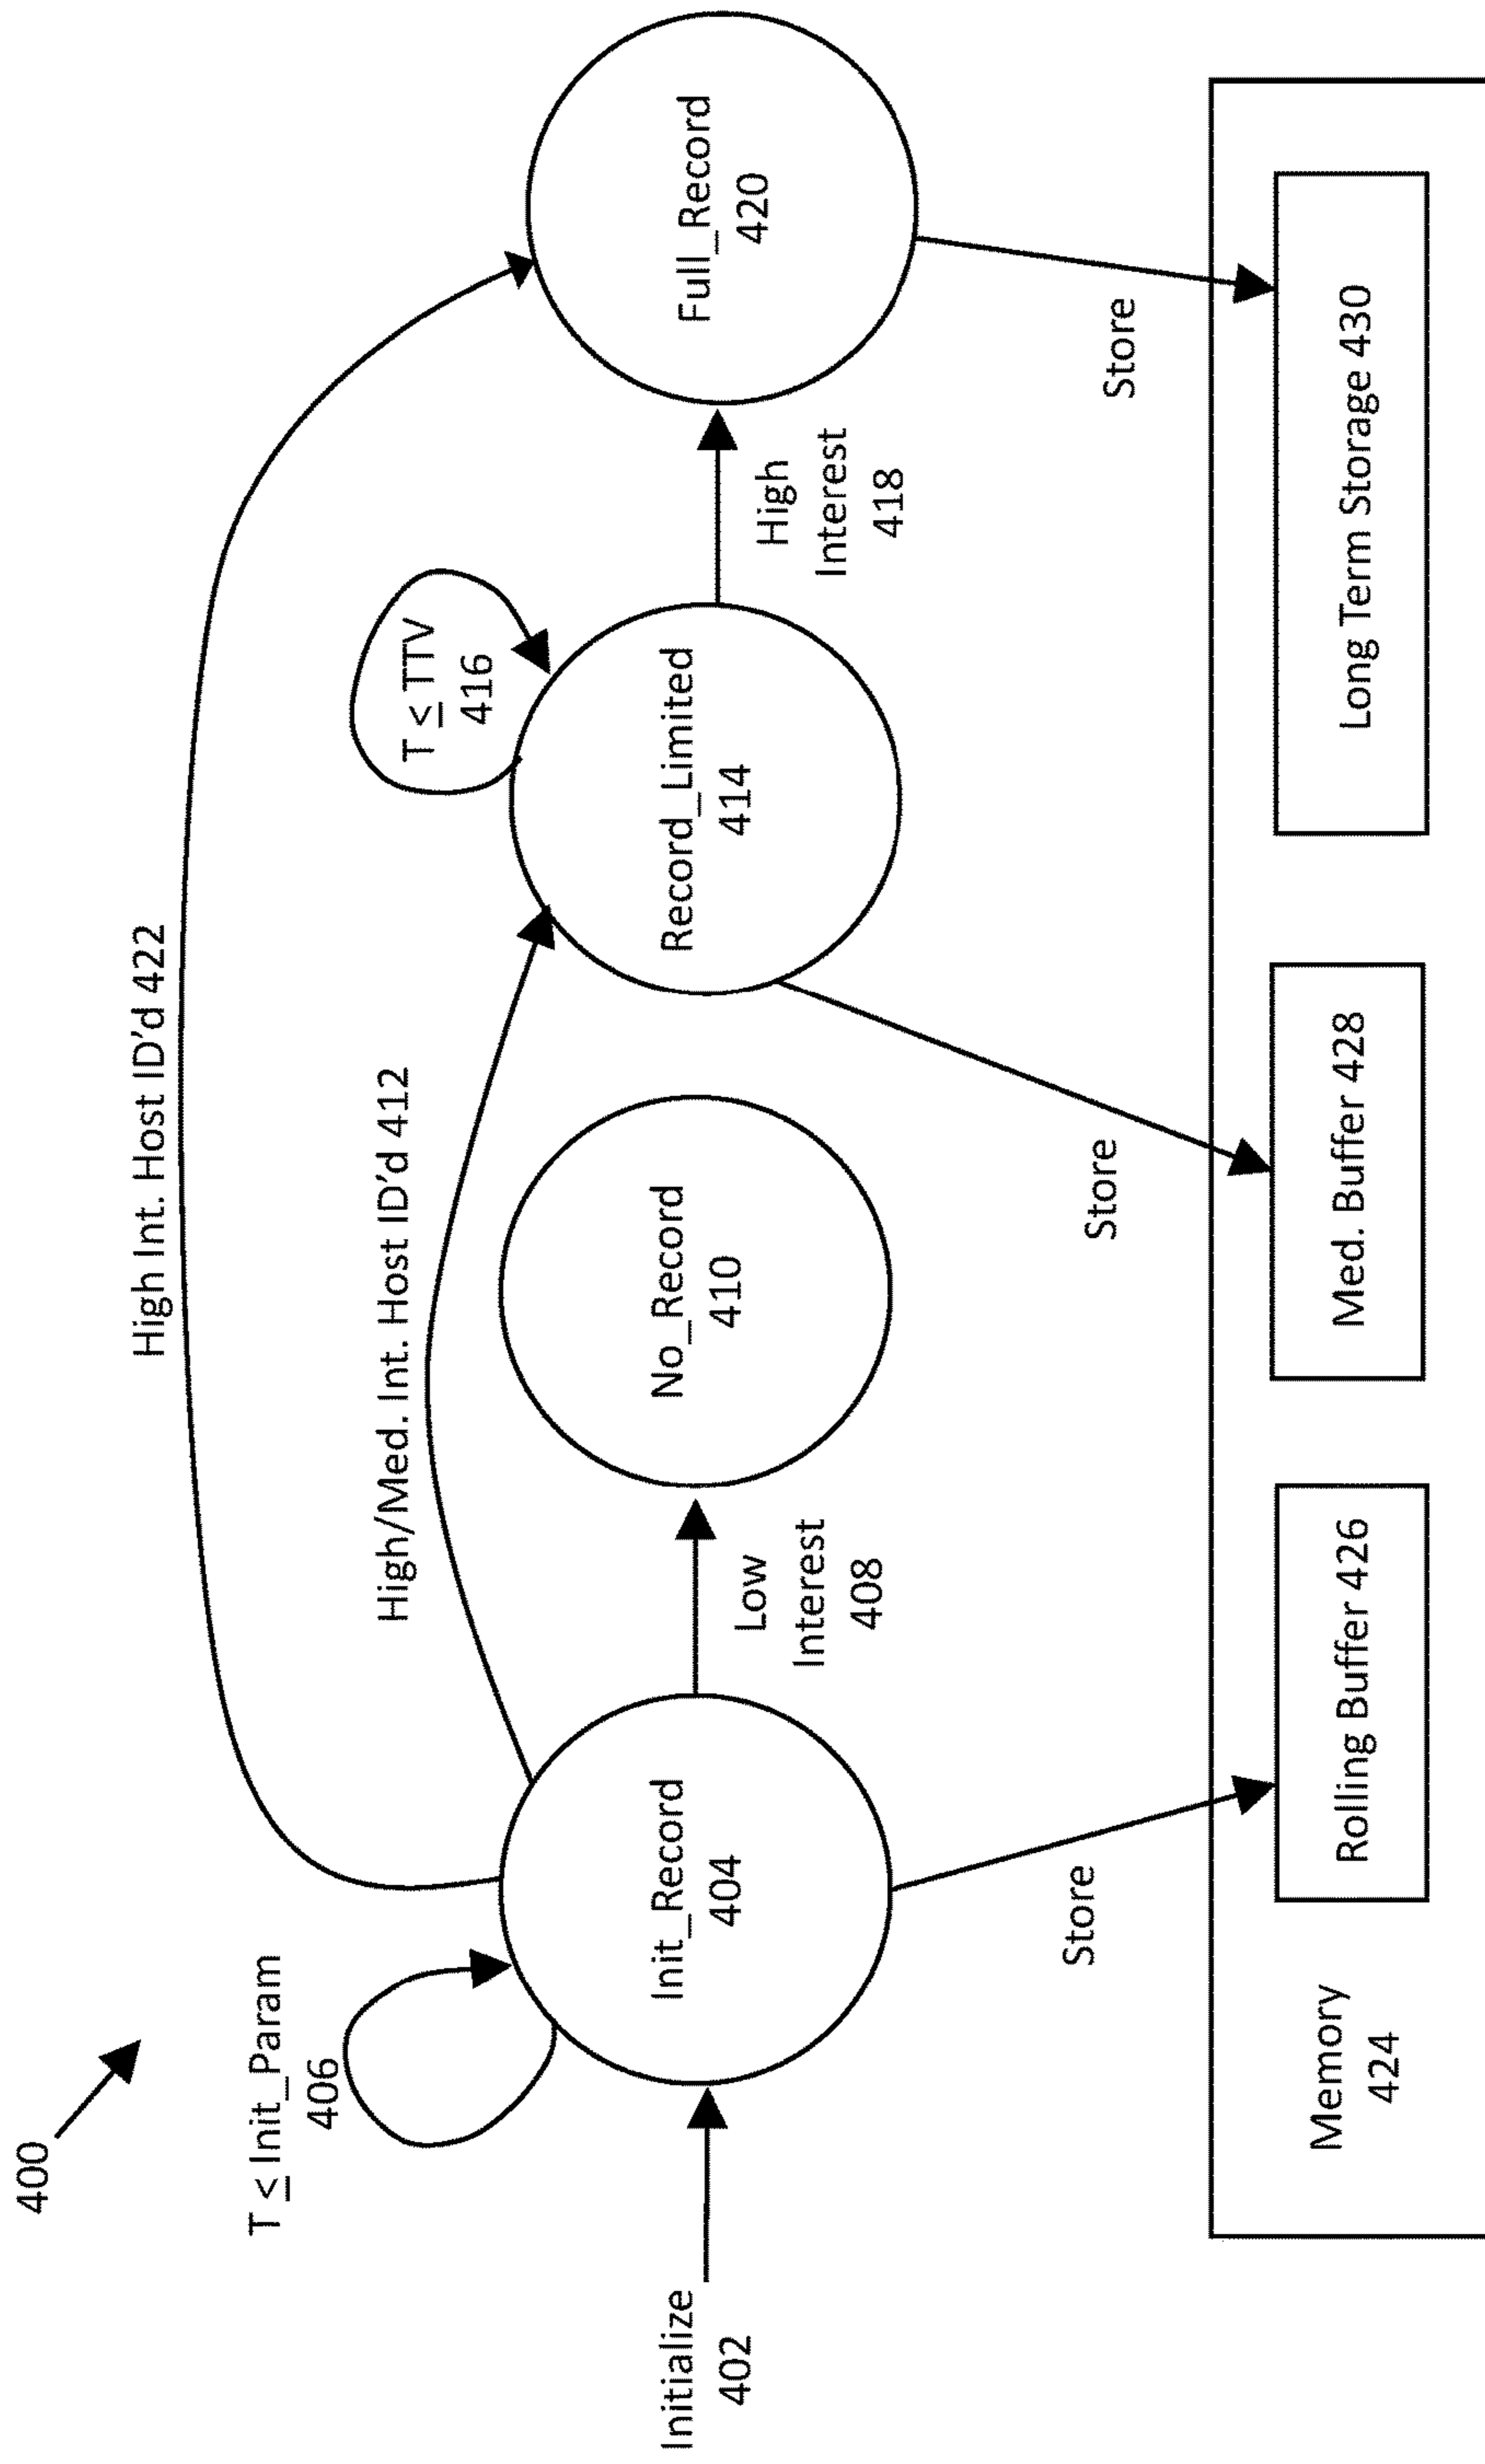 400
High Int. Host ID'd 422
T ≤ Init_Param
406
High/Med. Int. Host ID'd 412
T ≤ TTV
416
Initialize
402
Init_Record
404
Low
Interest
408
No_Record
410
Record_Limited
414
High
Interest
418
Full_Record
420
Store
Store
Store
Memory
424
Rolling Buffer 426
Med. Buffer 428
Long Term Storage 430